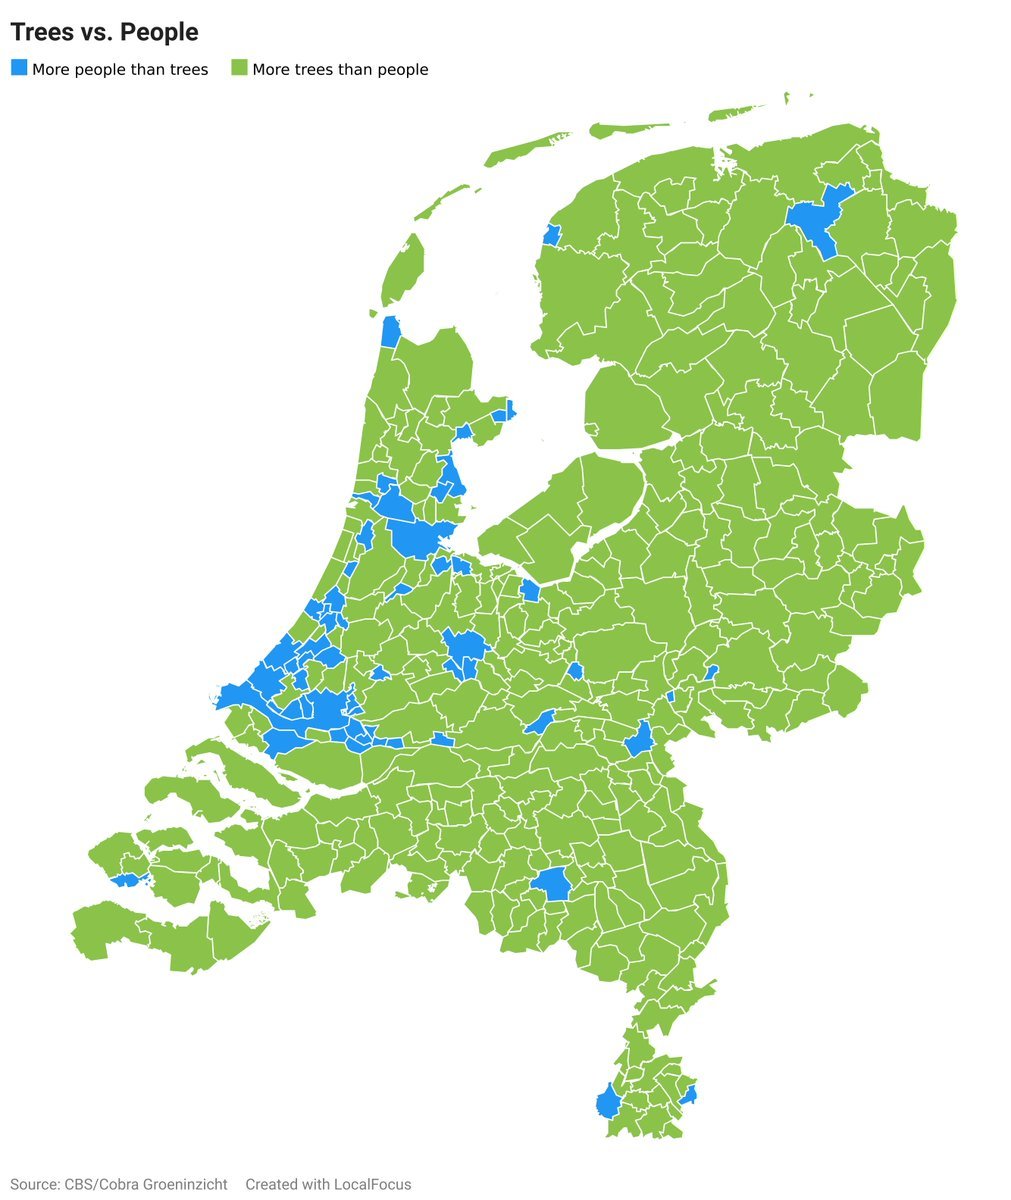 Trees vs. People
More people than trees More trees than people
Source: CBS/Cobra Groeninzicht Created with LocalFocus